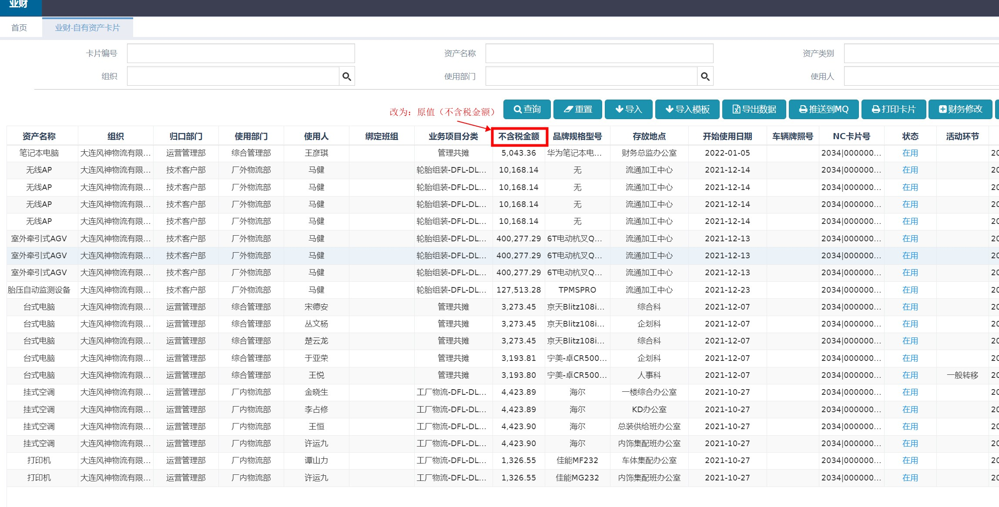 业财
首页 业财-自有资产卡片
卡片编号 资产名称 资产类别
组织 使用部门 使用人
改为：原值（不含税金额） 查询 重置 导入 导入模板 导出数据 推送到MQ 打印卡片 财务修改
资产名称 组织 归口部门 使用部门 使用人 绑定班组 业务项目分类 不含税金额 品牌规格型号 存放地点 开始使用日期 车辆牌照号 NC卡片号 状态 活动环节
笔记本电脑 大连风神物流有限... 运营管理部 综合管理部 王彦琪 管理共摊 5,043.36 华为笔记本电... 财务总监办公室 2022-01-05 2034|000000... 在用 20
无线AP 大连风神物流有限... 技术客户部 厂外物流部 马健 轮胎组装-DFL-DL... 10,168.14 无 流通加工中心 2021-12-14 2034|000000... 在用 20
无线AP 大连风神物流有限... 技术客户部 厂外物流部 马健 轮胎组装-DFL-DL... 10,168.14 无 流通加工中心 2021-12-14 2034|000000... 在用 20
无线AP 大连风神物流有限... 技术客户部 厂外物流部 马健 轮胎组装-DFL-DL... 10,168.14 无 流通加工中心 2021-12-14 2034|000000... 在用 20
无线AP 大连风神物流有限... 技术客户部 厂外物流部 马健 轮胎组装-DFL-DL... 10,168.14 无 流通加工中心 2021-12-14 2034|000000... 在用 20
室外牵引式AGV 大连风神物流有限... 技术客户部 厂外物流部 马健 轮胎组装-DFL-DL... 400,277.29 6T电动杭叉Q... 流通加工中心 2021-12-13 2034|000000... 在用 20
室外牵引式AGV 大连风神物流有限... 技术客户部 厂外物流部 马健 轮胎组装-DFL-DL... 400,277.29 6T电动杭叉Q... 流通加工中心 2021-12-13 2034|000000... 在用 20
室外牵引式AGV 大连风神物流有限... 技术客户部 厂外物流部 马健 轮胎组装-DFL-DL... 400,277.29 6T电动杭叉Q... 流通加工中心 2021-12-13 2034|000000... 在用 20
胎压自动监测设备 大连风神物流有限... 技术客户部 厂外物流部 马健 轮胎组装-DFL-DL... 127,513.28 TPMSPRO 流通加工中心 2021-12-23 2034|000000... 在用 20
台式电脑 大连风神物流有限... 运营管理部 综合管理部 宋德安 管理共摊 3,273.45 京天Blitz108i... 综合科 2021-12-07 2034|000000... 在用 20
台式电脑 大连风神物流有限... 运营管理部 综合管理部 丛文杨 管理共摊 3,273.45 京天Blitz108i... 企划科 2021-12-07 2034|000000... 在用 20
台式电脑 大连风神物流有限... 运营管理部 综合管理部 楚云龙 管理共摊 3,273.45 京天Blitz108i... 综合科 2021-12-07 2034|000000... 在用 20
台式电脑 大连风神物流有限... 运营管理部 综合管理部 于亚荣 管理共摊 3,193.81 宁美-卓CR500... 企划科 2021-12-07 2034|000000... 在用 20
台式电脑 大连风神物流有限... 运营管理部 综合管理部 王悦 管理共摊 3,193.80 宁美-卓CR500... 人事科 2021-12-07 2034|000000... 在用 一般转移 20
挂式空调 大连风神物流有限... 运营管理部 厂内物流部 金晓生 工厂物流-DFL-DL... 4,423.89 海尔 一楼综合办公室 2021-10-27 2034|000000... 在用 20
挂式空调 大连风神物流有限... 运营管理部 厂内物流部 李占修 工厂物流-DFL-DL... 4,423.89 海尔 KD办公室 2021-10-27 2034|000000... 在用 20
挂式空调 大连风神物流有限... 运营管理部 厂内物流部 王恒 工厂物流-DFL-DL... 4,423.90 海尔 总装供给班办公室 2021-10-27 2034|000000... 在用 20
挂式空调 大连风神物流有限... 运营管理部 厂内物流部 许运九 工厂物流-DFL-DL... 4,423.90 海尔 内饰集配班办公室 2021-10-27 2034|000000... 在用 20
打印机 大连风神物流有限... 运营管理部 厂内物流部 谭山力 工厂物流-DFL-DL... 1,326.55 佳能MF232 车体集配办公室 2021-10-27 2034|000000... 在用 20
打印机 大连风神物流有限... 运营管理部 厂内物流部 许运九 工厂物流-DFL-DL... 1,326.55 佳能MG232 内饰集配班办公室 2021-10-27 2034|000000... 在用 20